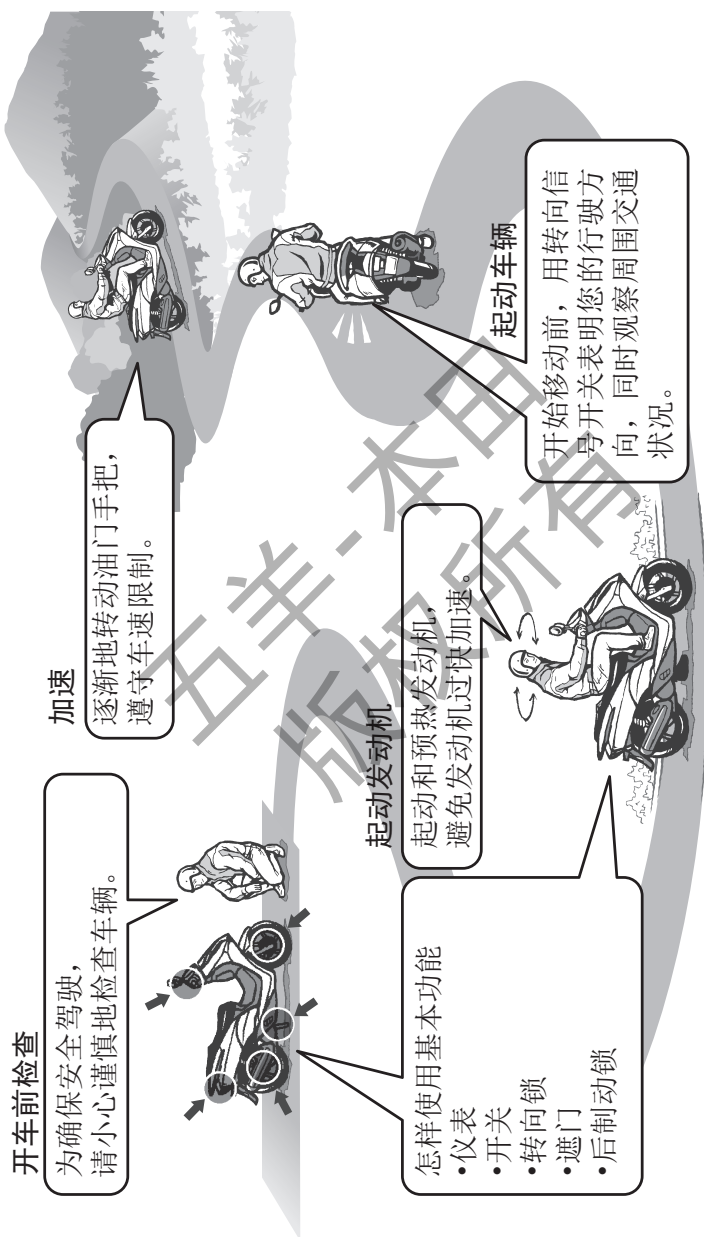 开车前检查
为确保安全驾驶，
请小心谨慎地检查车辆。
怎样使用基本功能
•仪表
•开关
•转向锁
•遮门
•后制动锁
起动发动机
起动和预热发动机，
避免发动机过快加速。
加速
逐渐地转动油门手把，
遵守车速限制。
起动车辆
开始移动前，用转向信
号开关表明您的行驶方
向，同时观察周围交通
状况。
五羊-本田
版权所有